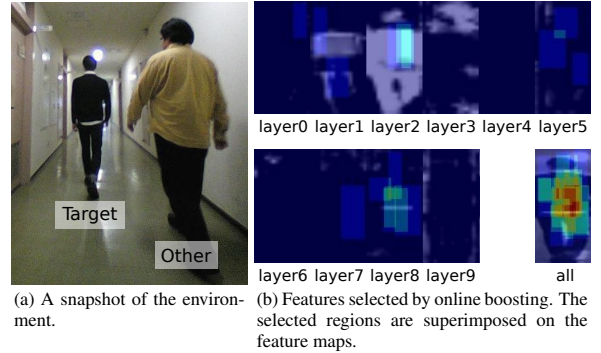 Target
Other
(a) A snapshot of the environ-
ment.
layer0 layer1 layer2 layer3 layer4 layer5
layer6 layer7 layer8 layer9
all
(b) Features selected by online boosting. The
selected regions are superimposed on the
feature maps.